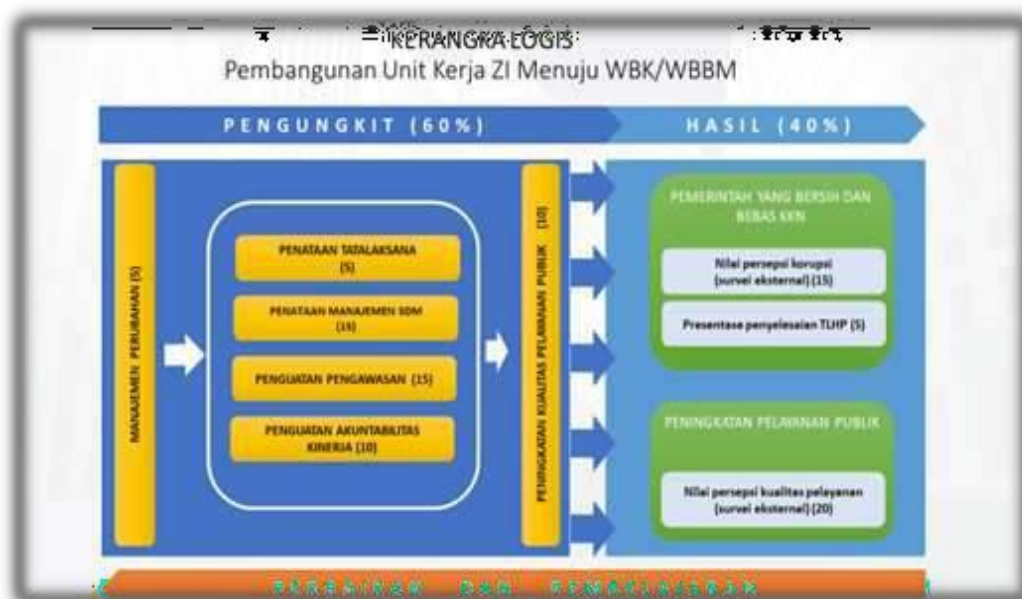 KERANGKA LOGIS
Pembangunan Unit Kerja ZI Menuju WBK/WBBM
PENGUNGKIT (60%)
HASIL (40%)
MANAJEMEN PERUBAHAN (5)
PENATAAN TATALAKSANA
(5)
PENATAAN MANAJEMEN SDM
(15)
PENGUATAN PENGAWASAN (15)
PENGUATAN AKUNTABILITAS
KINERJA (10)
PENINGKATAN KUALITAS PELAYANAN PUBLIK (10)
PEMERINTAH YANG BERSIH DAN
BEBAS KKN
Nilai persepsi korupsi
(survei eksternal) (15)
Presentase penyelesaian TLHP (5)
PENINGKATAN PELAYANAN PUBLIK
Nilai persepsi kualitas pelayanan
(survei eksternal) (20)
PERBAIKAN DAN PEMBELAJARAN